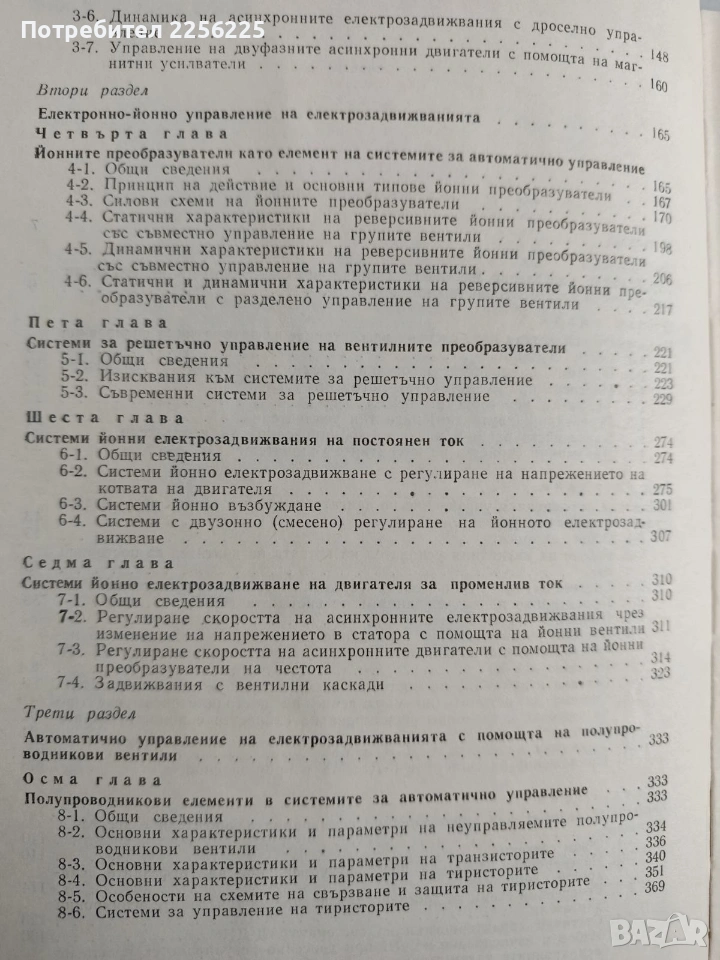 Потребител 2256225
3-6. Динамика на асинхронните електрозадвижвания с дроселно упра-
148
3-7. Управление на двуфазните асинхронни двигатели с помощта на маг-
нитни усилватели . . . . . . . . . . . . . . . . . 160
Втори раздел
Електронно-йонно управление на електрозадвижванията . . . . . . 165
Четвърта глава
Йонните преобразуватели като елемент на системите за автоматично управление
4-1. Общи сведения . . . . . . . . . . . . . . . . . 165
4-2. Принцип на действие и основни типове йонни преобразуватели 167
4-3. Силови схеми на йонните преобразуватели . . . . . . . 170
4-4. Статични характеристики на реверсивните йонни преобразуватели
със съвместно управление на групите вентили . . . . . . . 198
4-5. Динамични характеристики на реверсивните йонни преобразуватели
със съвместно управление на групите вентили . . . . . . . 206
4-6. Статични и динамични характеристики на реверсивните йонни пре-
образуватели с разделено управление на групите вентили . . . 217
Пета глава
Системи за решетъчно управление на вентилните преобразуватели . . . . 221
5-1. Общи сведения . . . . . . . . . . . . . . . . . 221
5-2. Изисквания към системите за решетъчно управление . . . . 223
5-3. Съвременни системи за решетъчно управление . . . . . . 229
Шеста глава
Системи йонни електрозадвижвания на постоянен ток . . . . . . . . 274
6-1. Общи сведения . . . . . . . . . . . . . . . . . 274
6-2. Системи йонно електрозадвижване с регулиране на напрежението на
котвата на двигателя . . . . . . . . . . . . . . . 275
6-3. Системи йонно възбуждане . . . . . . . . . . . . . 301
6-4. Системи с двузонно (смесено) регулиране на йонното електрозад-
вижване . . . . . . . . . . . . . . . . . . . 307
Седма глава
Системи йонно електрозадвижване на двигателя за променлив ток . . . . 310
7-1. Общи сведения . . . . . . . . . . . . . . . . . 310
7-2. Регулиране скоростта на асинхронните електрозадвижвания чрез
изменение на напрежението в статора с помощта на йонни вентили 311
7-3. Регулиране скоростта на асинхронните двигатели с помощта на йонни
преобразуватели на честота . . . . . . . . . . . . . 314
7-4. Задвижвания с вентилни каскади . . . . . . . . . . . 323
Трети раздел
Автоматично управление на електрозадвижванията с помощта на полупро-
водникови вентили . . . . . . . . . . . . . . . . . . 333
Осма глава
333
Полупроводникови елементи в системите за автоматично управление . . . 333
8-1. Общи сведения . . . . . . . . . . . . . . . . .
8-2. Основни характеристики и параметри на неуправляемите полупро-
334
водникови вентили . . . . . . . . . . . . . . . . 336
8-3. Основни характеристики и параметри на транзисторите . . . . 340
8-4. Основни характеристики и параметри на тиристорите . . . . 351
8-5. Особености на схемите на свързване и защита на тиристорите . . 369
8-6. Системи за управление на тиристорите . . . . . . . . .
BAZAR